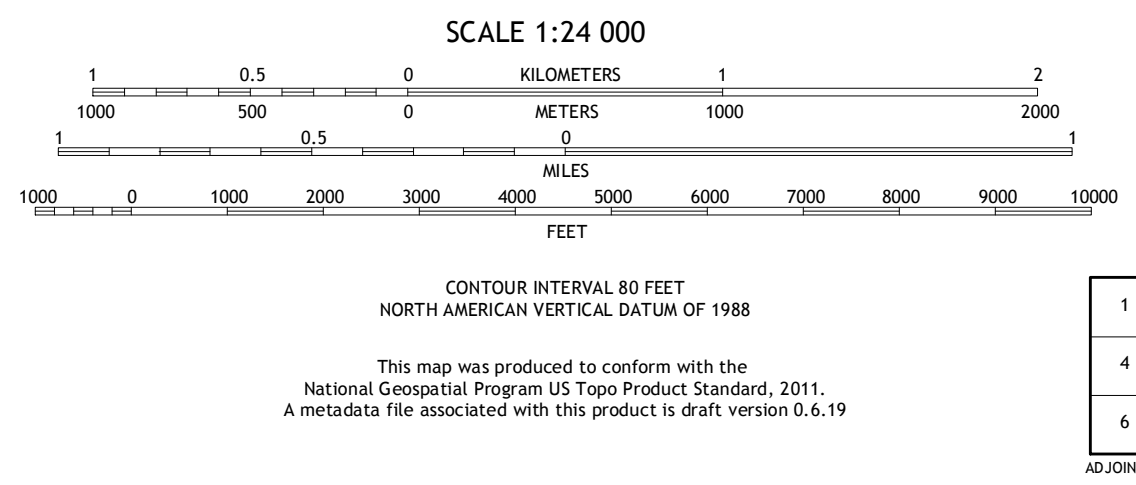 SCALE 1:24 000
1 0.5 0 KILOMETERS 1 2
1000 500 0 METERS 1000 2000
1 0.5 0 1
MILES
1000 0 1000 2000 3000 4000 5000 6000 7000 8000 9000 10000
FEET
CONTOUR INTERVAL 80 FEET
NORTH AMERICAN VERTICAL DATUM OF 1988
This map was produced to conform with the
National Geospatial Program US Topo Product Standard, 2011.
A metadata file associated with this product is draft version 0.6.19
1
4
6
ADJOIN